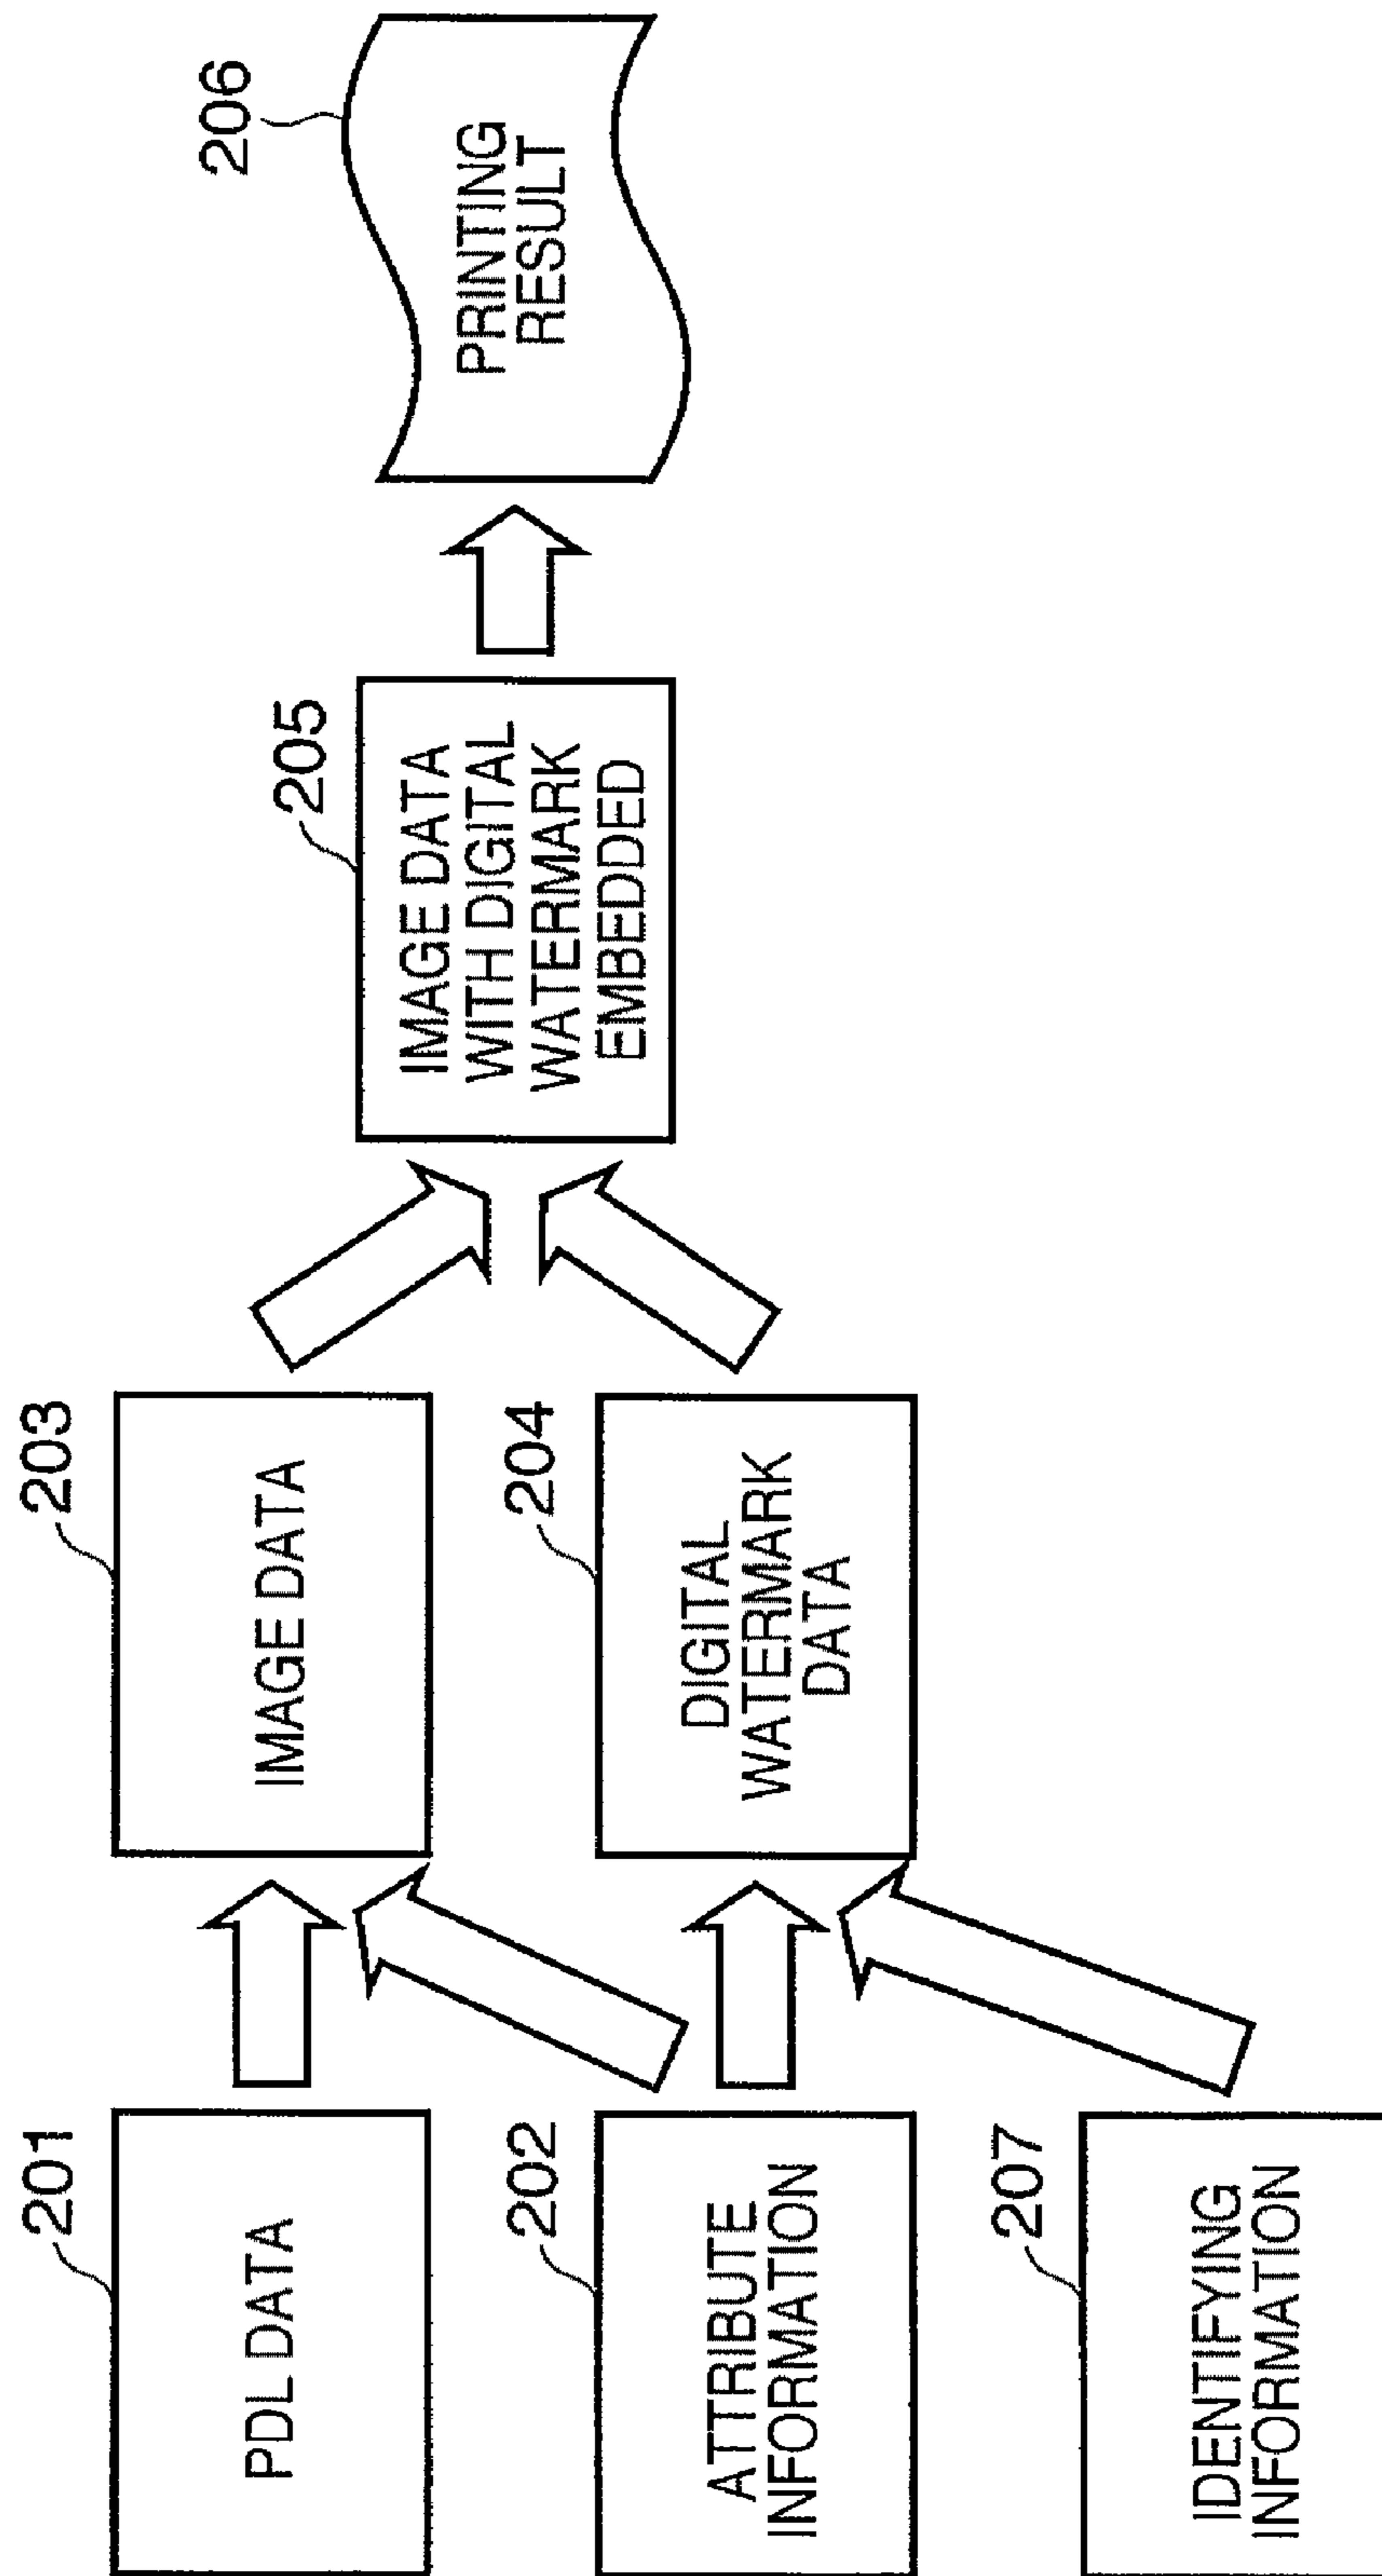 201
PDL DATA
202
ATTRIBUTE
INFORMATION
207
IDENTIFYING
INFORMATION
203
IMAGE DATA
204
DIGITAL
WATERMARK
DATA
205
IMAGE DATA
WITH DIGITAL
WATERMARK
EMBEDDED
206
PRINTING
RESULT